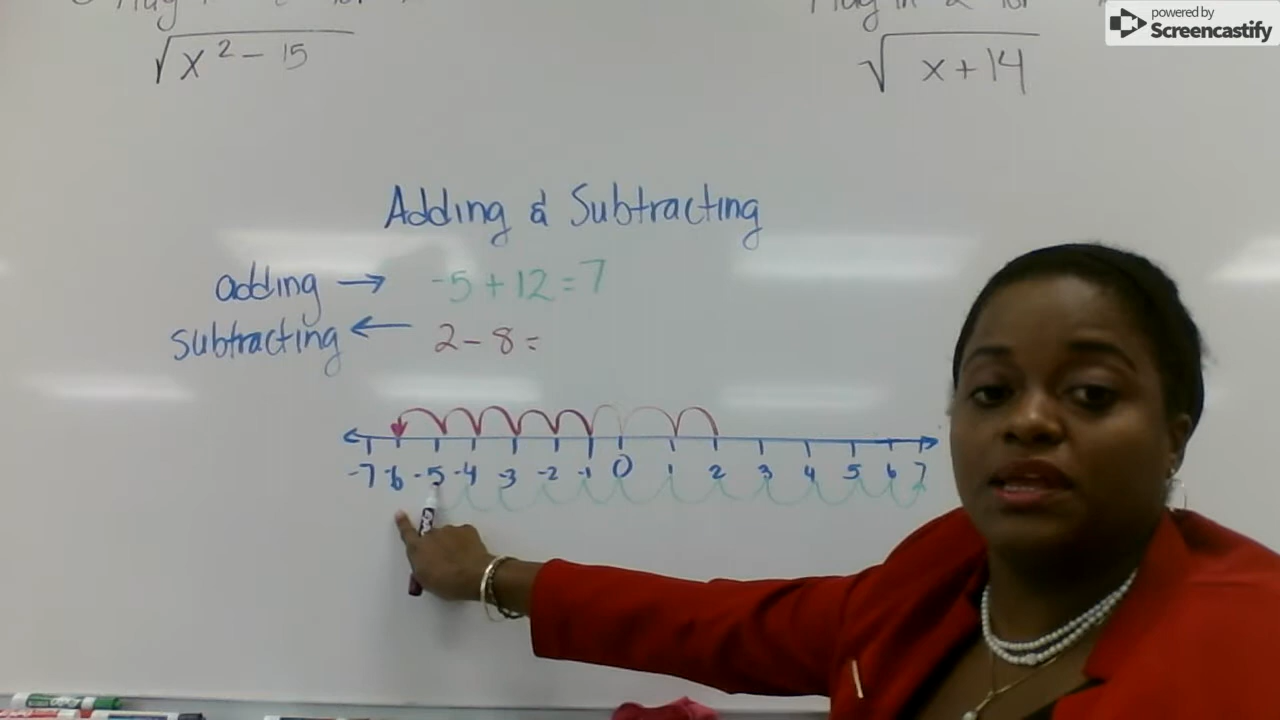 powered by
Screencastify
√x² - 15
√x + 14
Adding & Subtracting
adding → -5 + 12 = 7
subtracting ← 2 - 8 =
-7 -6 -5 -4 -3 -2 -1 0 1 2 3 4 5 6 7